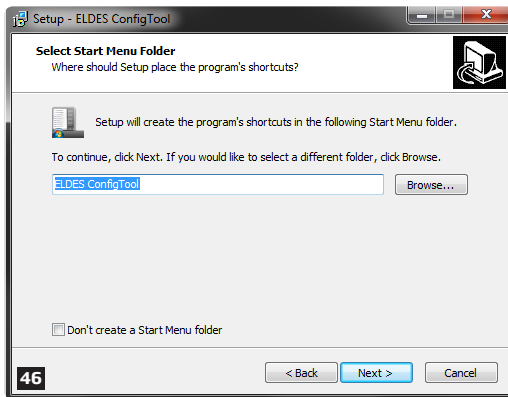 Setup - ELDES ConfigTool
Select Start Menu Folder
Where should Setup place the program's shortcuts?
Setup will create the program's shortcuts in the following Start Menu folder.
To continue, click Next. If you would like to select a different folder, click Browse.
ELDES ConfigTool
Browse...
Don't create a Start Menu folder
46
< Back
Next >
Cancel